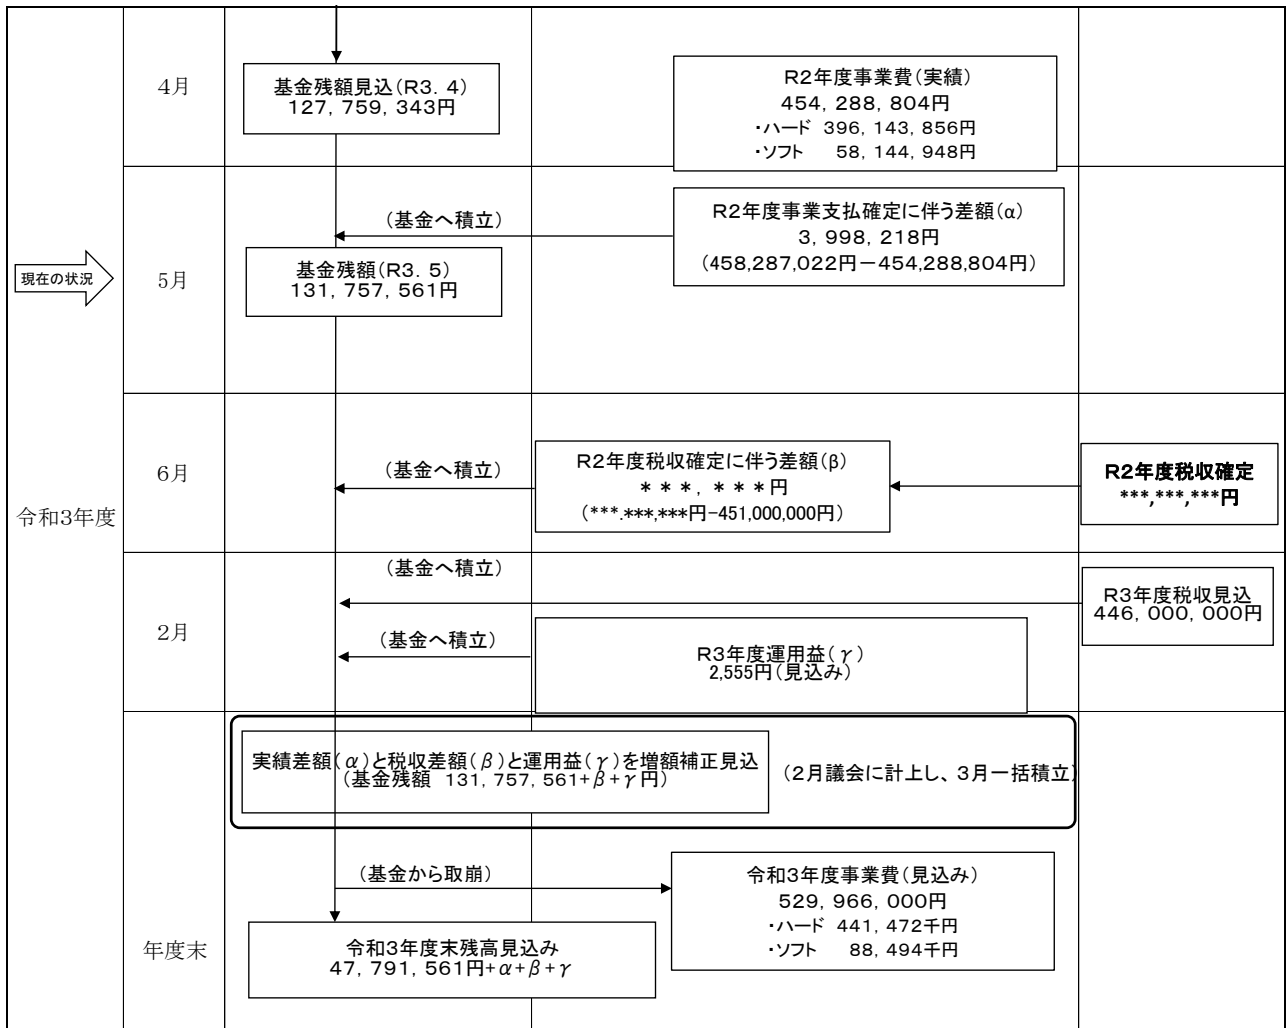 令和3年度
現在の状況
4月
基金残額見込(R3.4)
127,759,343円
R2年度事業費(実績)
454,288,804円
・ハード 396,143,856円
・ソフト 58,144,948円
5月
(基金へ積立)
R2年度事業支払確定に伴う差額(α)
3,998,218円
(458,287,022円－454,288,804円)
基金残額(R3.5)
131,757,561円
6月
(基金へ積立)
R2年度税収確定に伴う差額(β)
＊＊＊,＊＊＊円
(***.***,***円-451,000,000円)
R2年度税収確定
***,***,***円
2月
(基金へ積立)
R3年度税収見込
446,000,000円
(基金へ積立)
R3年度運用益(γ)
2,555円(見込み)
年度末
実績差額(α)と税収差額(β)と運用益(γ)を増額補正見込
(基金残額 131,757,561+β+γ円)
(2月議会に計上し、3月一括積立)
(基金から取崩)
令和3年度事業費(見込み)
529,966,000円
・ハード 441,472千円
・ソフト 88,494千円
令和3年度末残高見込み
47,791,561円+α+β+γ